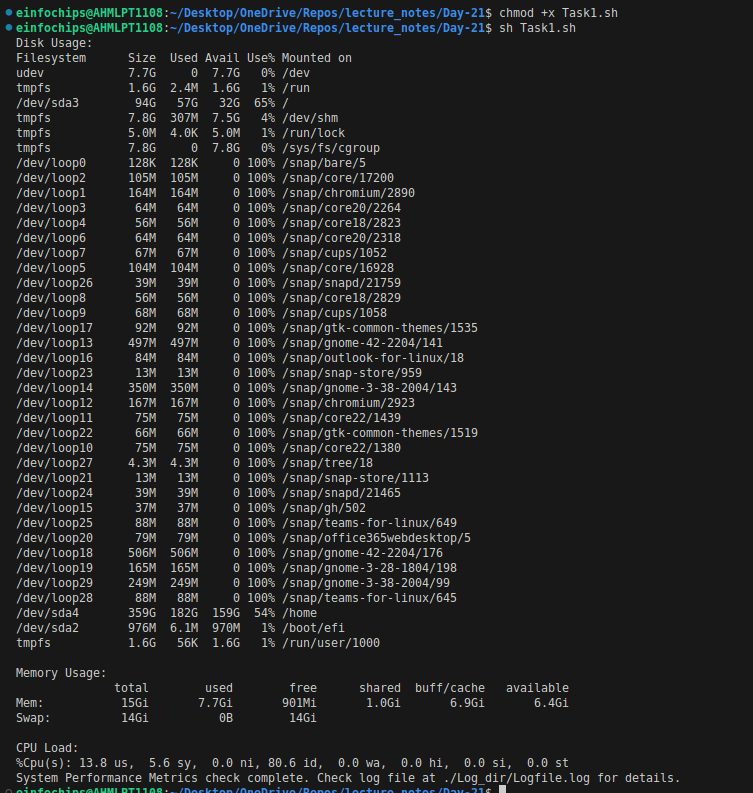 einfochips@AHMLPT1108:~/Desktop/OneDrive/Repos/lecture_notes/Day-21$ chmod +x Task1.sh
einfochips@AHMLPT1108:~/Desktop/OneDrive/Repos/lecture_notes/Day-21$ sh Task1.sh
Disk Usage:
Filesystem      Size  Used Avail Use% Mounted on
udev            7.7G     0  7.7G   0% /dev
tmpfs           1.6G  2.4M  1.6G   1% /run
/dev/sda3        94G   57G   32G  65% /
tmpfs           7.8G  307M  7.5G   4% /dev/shm
tmpfs           5.0M  4.0K  5.0M   1% /run/lock
tmpfs           7.8G     0  7.8G   0% /sys/fs/cgroup
/dev/loop0      128K  128K     0 100% /snap/bare/5
/dev/loop2      105M  105M     0 100% /snap/core/17200
/dev/loop1      164M  164M     0 100% /snap/chromium/2890
/dev/loop3       64M   64M     0 100% /snap/core20/2264
/dev/loop4       56M   56M     0 100% /snap/core18/2823
/dev/loop6       64M   64M     0 100% /snap/core20/2318
/dev/loop7       67M   67M     0 100% /snap/cups/1052
/dev/loop5      104M  104M     0 100% /snap/core/16928
/dev/loop26      39M   39M     0 100% /snap/snapd/21759
/dev/loop8       56M   56M     0 100% /snap/core18/2829
/dev/loop9       68M   68M     0 100% /snap/cups/1058
/dev/loop17      92M   92M     0 100% /snap/gtk-common-themes/1535
/dev/loop13     497M  497M     0 100% /snap/gnome-42-2204/141
/dev/loop16      84M   84M     0 100% /snap/outlook-for-linux/18
/dev/loop23      13M   13M     0 100% /snap/snap-store/959
/dev/loop14     350M  350M     0 100% /snap/gnome-3-38-2004/143
/dev/loop12     167M  167M     0 100% /snap/chromium/2923
/dev/loop11      75M   75M     0 100% /snap/core22/1439
/dev/loop22      66M   66M     0 100% /snap/gtk-common-themes/1519
/dev/loop10      75M   75M     0 100% /snap/core22/1380
/dev/loop27     4.3M  4.3M     0 100% /snap/tree/18
/dev/loop21      13M   13M     0 100% /snap/snap-store/1113
/dev/loop24      39M   39M     0 100% /snap/snapd/21465
/dev/loop15      37M   37M     0 100% /snap/gh/502
/dev/loop25      88M   88M     0 100% /snap/teams-for-linux/649
/dev/loop20      79M   79M     0 100% /snap/office365webdesktop/5
/dev/loop18     506M  506M     0 100% /snap/gnome-42-2204/176
/dev/loop19     165M  165M     0 100% /snap/gnome-3-28-1804/198
/dev/loop29     249M  249M     0 100% /snap/gnome-3-38-2004/99
/dev/loop28      88M   88M     0 100% /snap/teams-for-linux/645
/dev/sda4       359G  182G  159G  54% /home
/dev/sda2       976M  6.1M  970M   1% /boot/efi
tmpfs           1.6G   56K  1.6G   1% /run/user/1000
Memory Usage:
              total        used        free      shared  buff/cache   available
Mem:           15Gi       7.7Gi       901Mi       1.0Gi       6.9Gi       6.4Gi
Swap:          14Gi          0B        14Gi
CPU Load:
%Cpu(s): 13.8 us,  5.6 sy,  0.0 ni, 80.6 id,  0.0 wa,  0.0 hi,  0.0 si,  0.0 st
System Performance Metrics check complete. Check log file at ./Log_dir/Logfile.log for details.
einfochips@AHMLPT1108:~/Desktop/OneDrive/Repos/lecture_notes/Day-21$